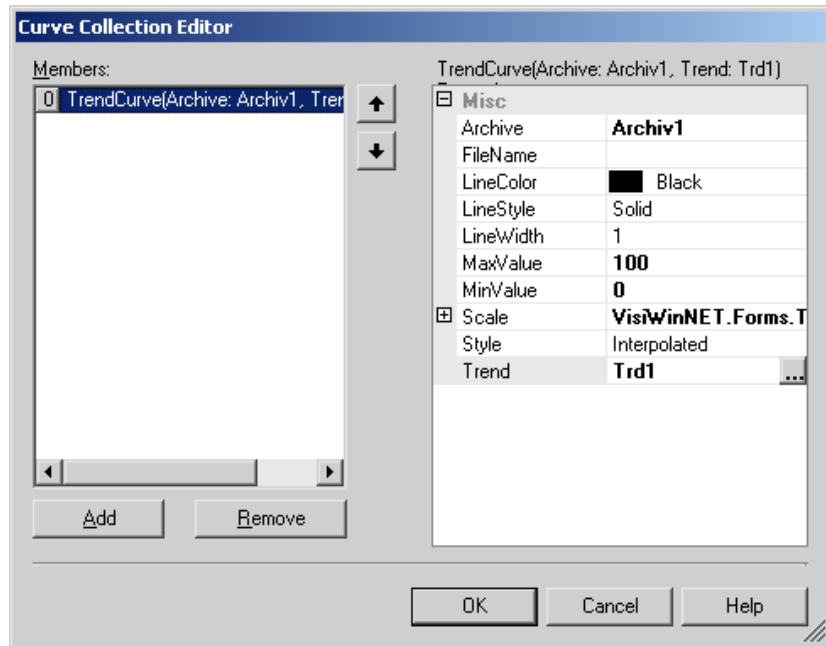 Curve Collection Editor
Members:
0 TrendCurve(Archive: Archiv1, Tren
TrendCurve(Archive: Archiv1, Trend: Trd1)
Misc
Archive Archiv1
FileName
LineColor Black
LineStyle Solid
LineWidth 1
MaxValue 100
MinValue 0
Scale VisiWinNET.Forms.T
Style Interpolated
Trend Trd1 ...
Add Remove
OK Cancel Help